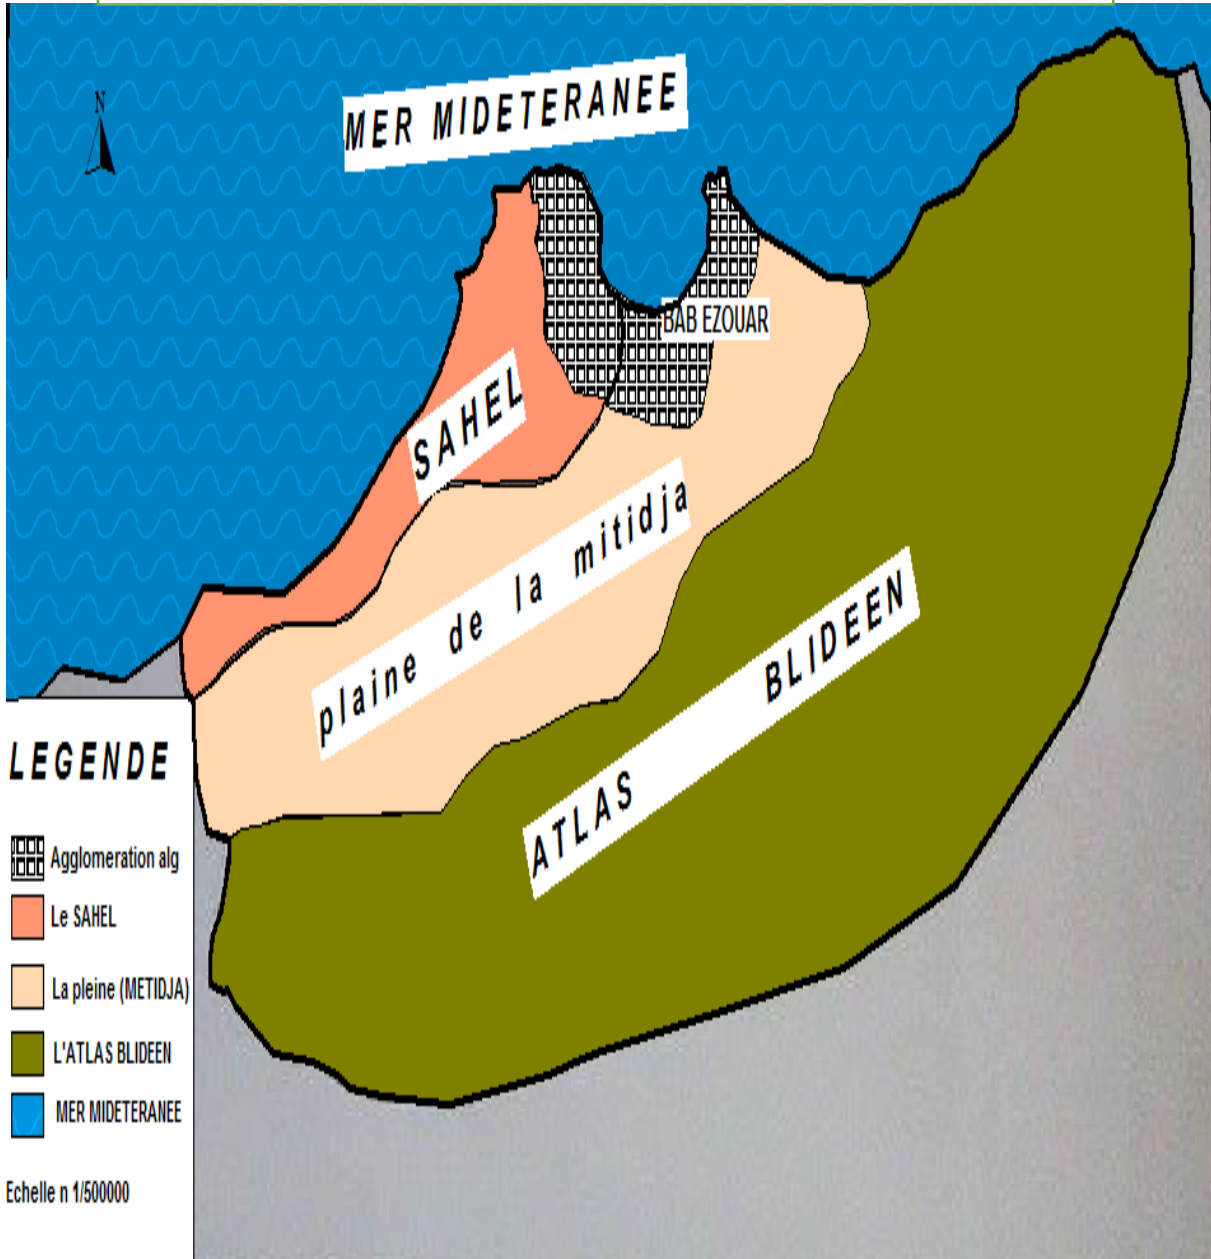 N
MER MIDETERANEE
BAB EZOUAR
SAHEL
plaine de la mitidja
ATLAS BLIDEEN
LEGENDE
Agglomeration alg
Le SAHEL
La pleine (METIDJA)
L'ATLAS BLIDEEN
MER MIDETERANEE
Echelle n 1/500000